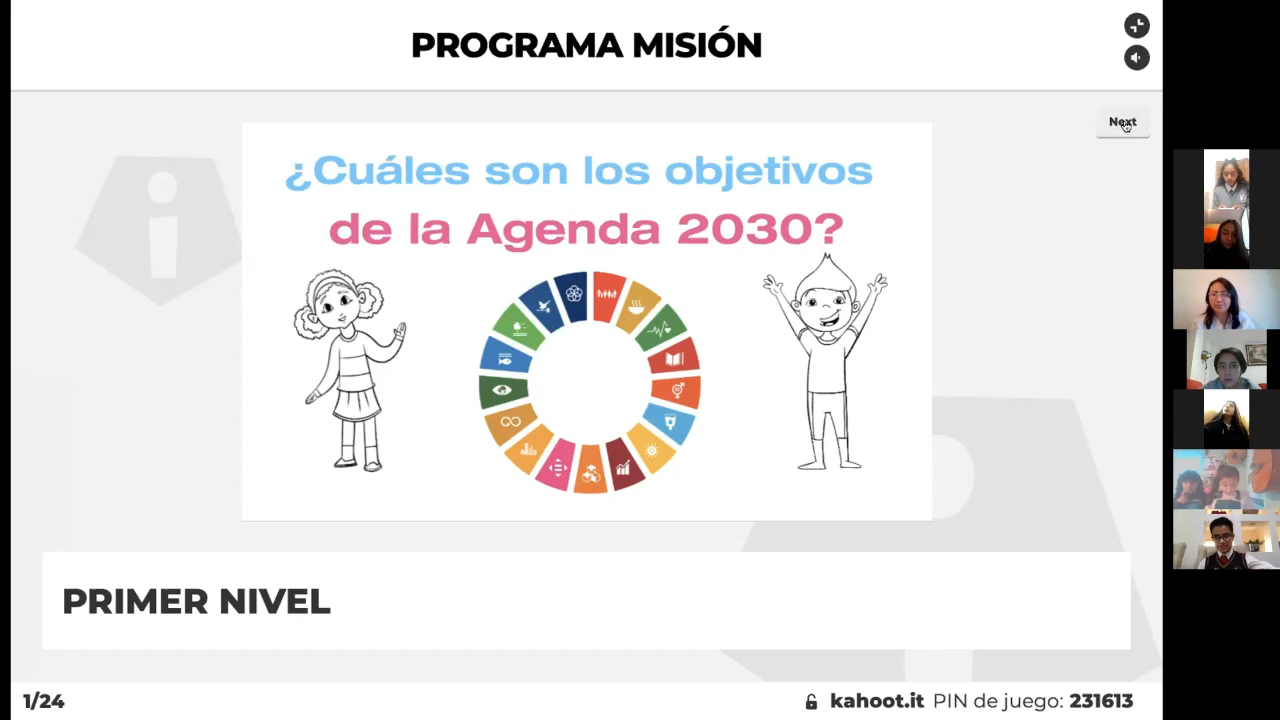 PROGRAMA MISIÓN
Next
¿Cuáles son los objetivos
de la Agenda 2030?
PRIMER NIVEL
1/24
kahoot.it PIN de juego: 231613